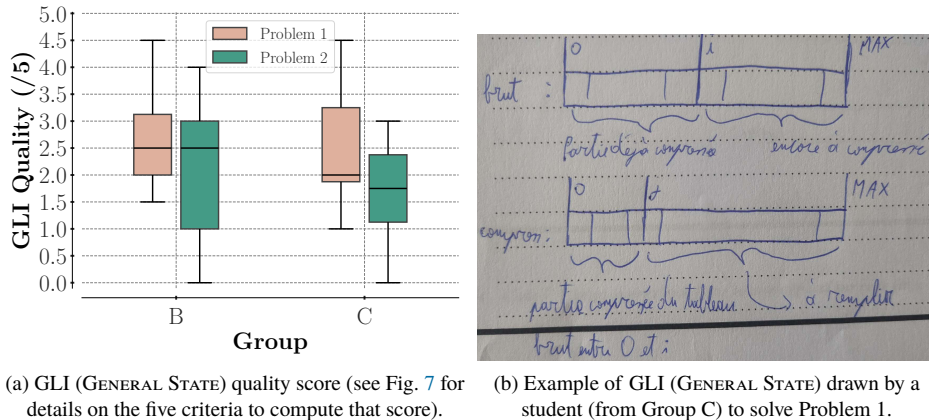 5.0
4.5
4.0
3.5
3.0
2.5
2.0
1.5
1.0
0.5
0.0
GLI Quality (/5)
Problem 1
Problem 2
B
C
Group
0 i MAX
brut :
Partie déjà compressé encore à compressé
0 j MAX
compron:
partie compressée du tableau à remplir
brut entre 0 et i
(a) GLI (GENERAL STATE) quality score (see Fig. 7 for
details on the five criteria to compute that score).
(b) Example of GLI (GENERAL STATE) drawn by a
student (from Group C) to solve Problem 1.